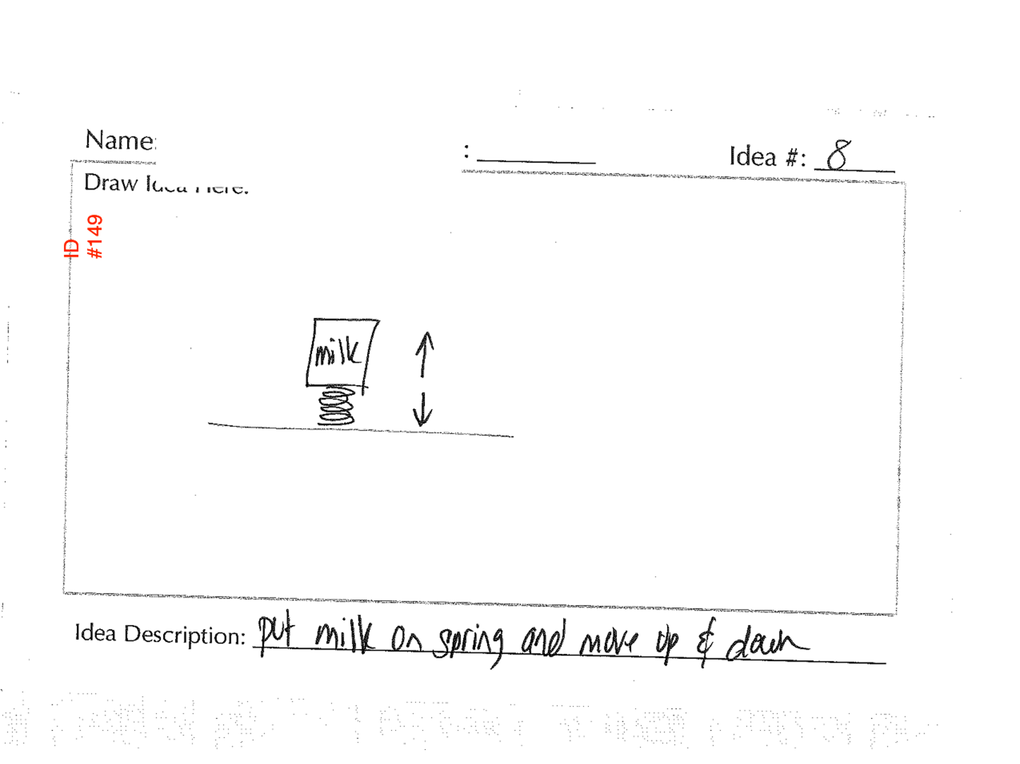 Name:
: Idea #: 8
Draw Idea Here:
ID
#149
milk
Idea Description: put milk on spring and move up & down